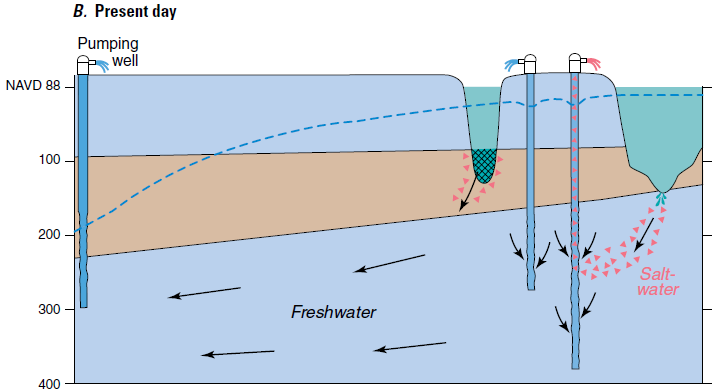 B. Present day
Pumping
well
NAVD 88
100
200
300
400
Salt-
water
Freshwater